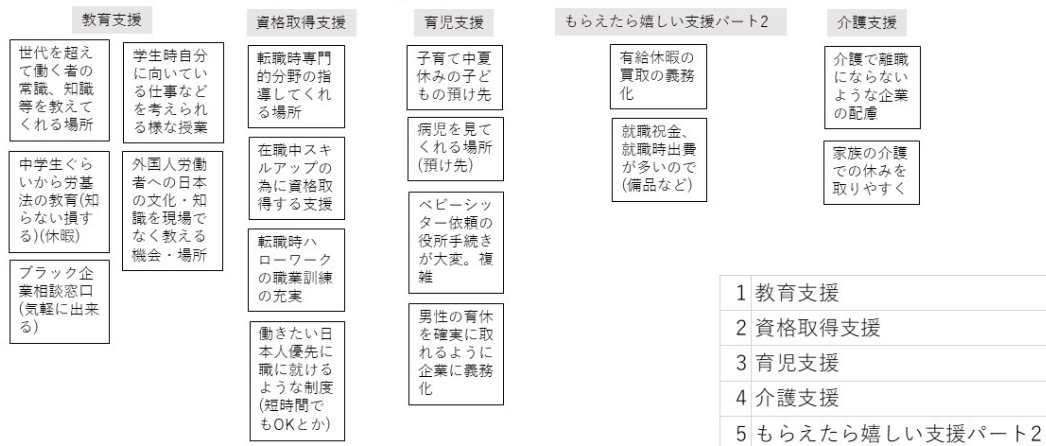 教育支援
世代を超え
て働く者の
常識、知識
等を教えて
くれる場所
学生時自分
に向いてい
る仕事など
を考えられ
る様な授業
中学生ぐら
いから労基
法の教育(知
らない損す
る)(休暇)
外国人労働
者への日本
の文化・知
識を現場で
なく教える
機会・場所
ブラック企
業相談窓口
(気軽に出来
る)
資格取得支援
転職時専門
的分野の指
導してくれ
る場所
在職中スキ
ルアップの
為に資格取
得する支援
転職時ハ
ローワーク
の職業訓練
の充実
働きたい日
本人優先に
職に就ける
ような制度
(短時間で
もOKとか)
育児支援
子育て中夏
休みの子ど
もの預け先
病児を見て
くれる場所
(預け先)
ベビーシッ
ター依頼の
役所手続き
が大変。複
雑
男性の育休
を確実に取
れるように
企業に義務
化
もらえたら嬉しい支援パート2
有給休暇の
買取の義務
化
就職祝金、
就職時出費
が多いので
(備品など)
介護支援
介護で離職
にならない
ような企業
の配慮
家族の介護
での休みを
取りやすく
1 教育支援
2 資格取得支援
3 育児支援
4 介護支援
5 もらえたら嬉しい支援パート2